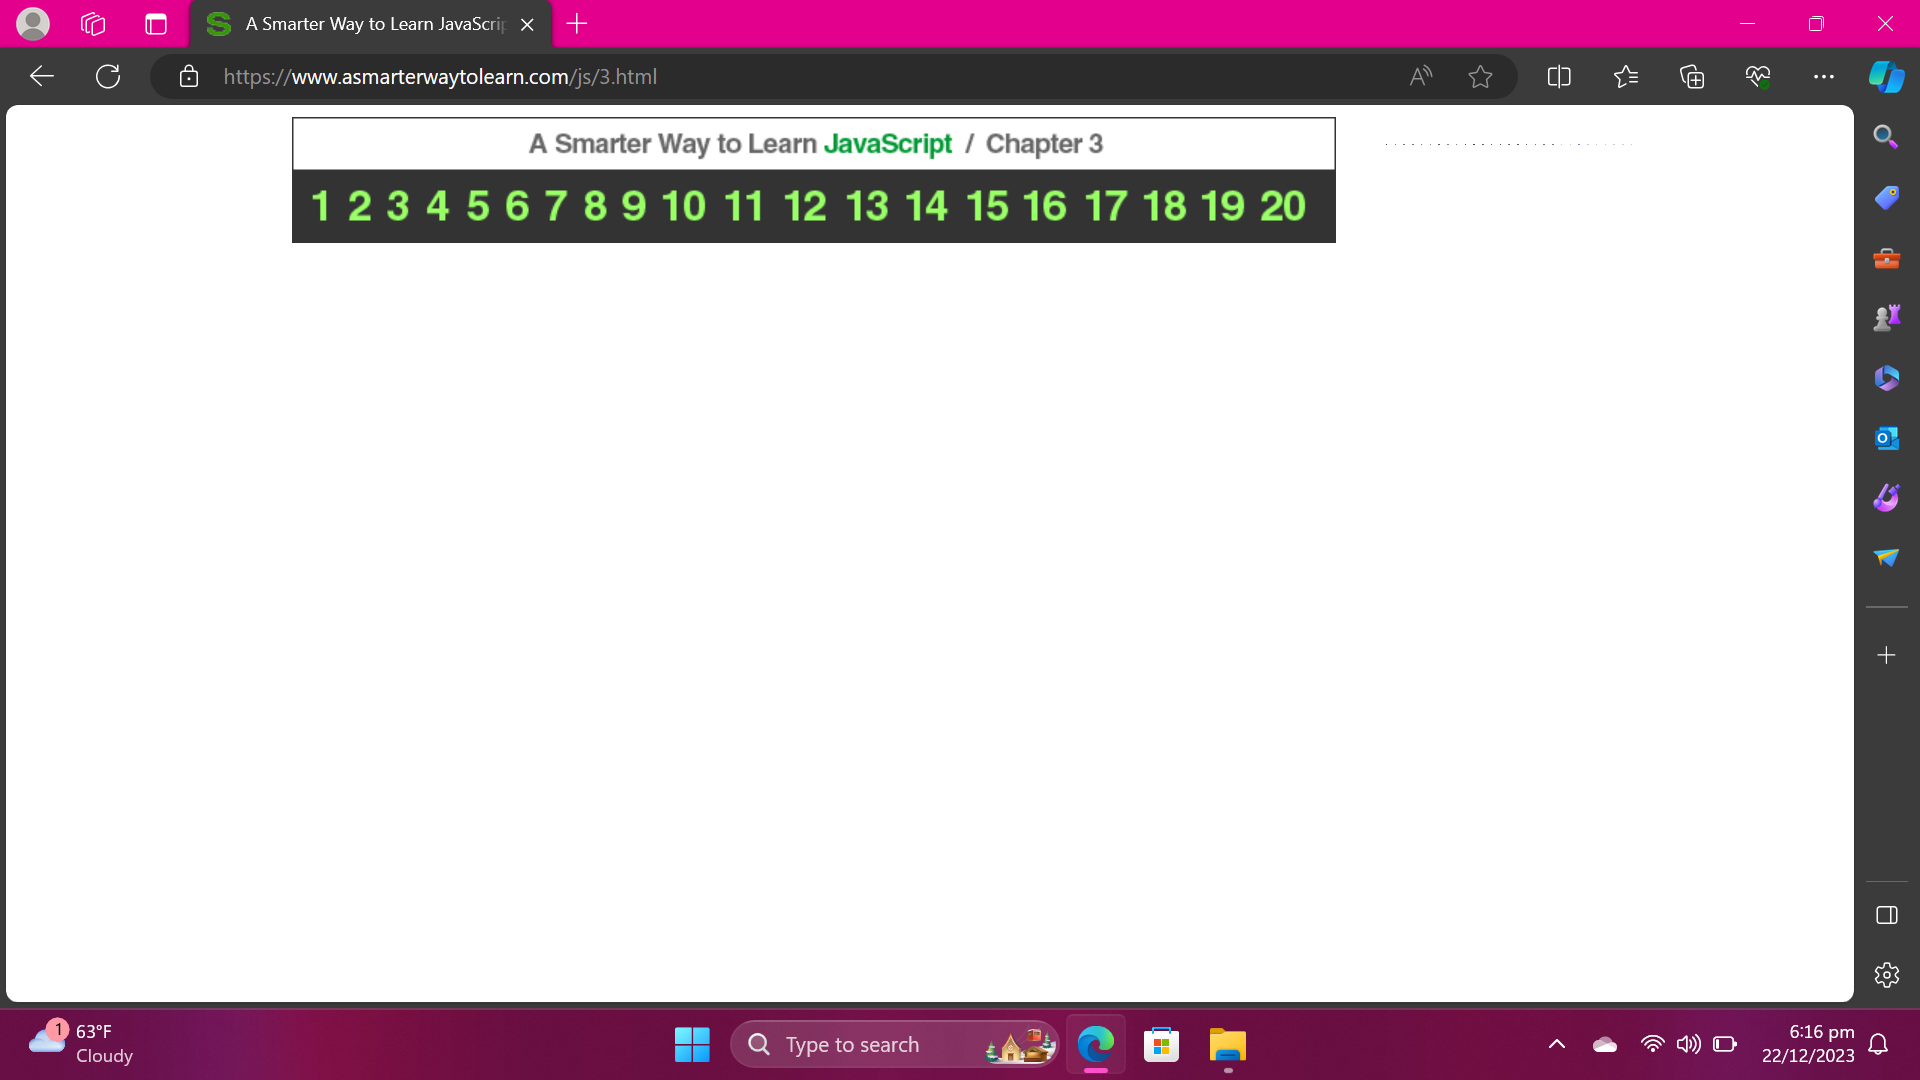 A Smarter Way to Learn JavaScrip
https://www.asmarterwaytolearn.com/js/3.html
A Smarter Way to Learn JavaScript / Chapter 3
1 2 3 4 5 6 7 8 9 10 11 12 13 14 15 16 17 18 19 20
1
63°F
Cloudy
Type to search
6:16 pm
22/12/2023